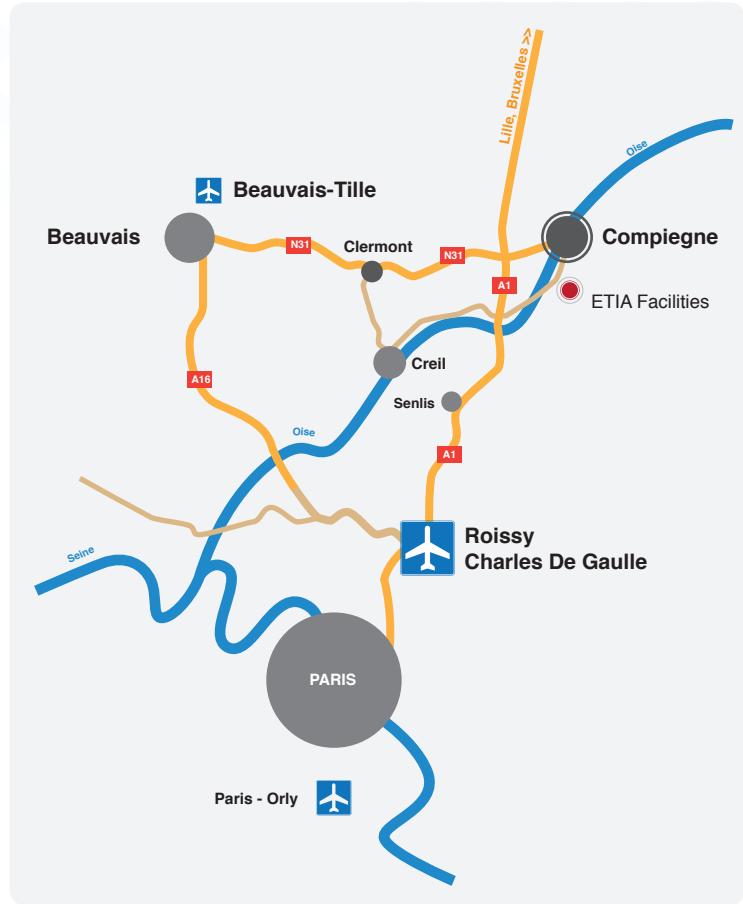 Lille, Bruxelles >>
Oise
Beauvais-Tille
Beauvais
N31
Clermont
N31
Compiegne
A1
ETIA Facilities
Creil
A16
Senlis
Oise
A1
Roissy
Charles De Gaulle
Seine
PARIS
Paris - Orly